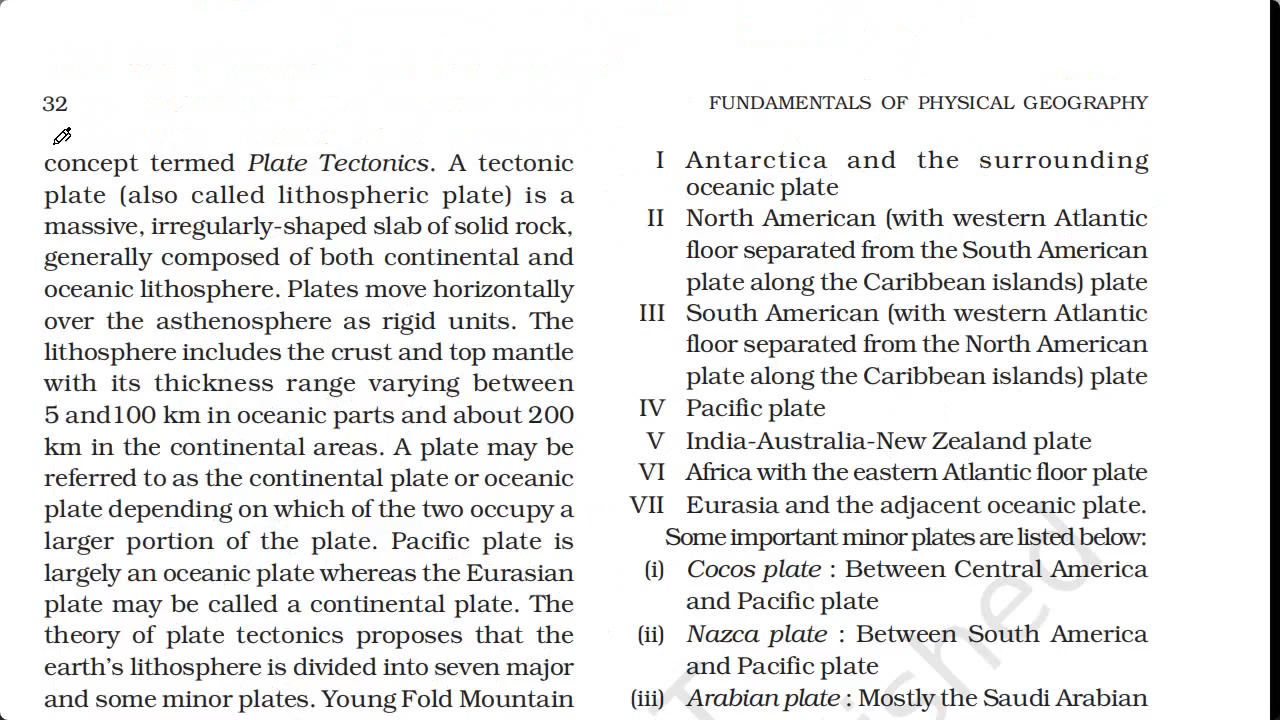 32
FUNDAMENTALS OF PHYSICAL GEOGRAPHY
concept termed Plate Tectonics. A tectonic
plate (also called lithospheric plate) is a
massive, irregularly-shaped slab of solid rock,
generally composed of both continental and
oceanic lithosphere. Plates move horizontally
over the asthenosphere as rigid units. The
lithosphere includes the crust and top mantle
with its thickness range varying between
5 and100 km in oceanic parts and about 200
km in the continental areas. A plate may be
referred to as the continental plate or oceanic
plate depending on which of the two occupy a
larger portion of the plate. Pacific plate is
largely an oceanic plate whereas the Eurasian
plate may be called a continental plate. The
theory of plate tectonics proposes that the
earth's lithosphere is divided into seven major
and some minor plates. Young Fold Mountain
I Antarctica and the surrounding
oceanic plate
II North American (with western Atlantic
floor separated from the South American
plate along the Caribbean islands) plate
III South American (with western Atlantic
floor separated from the North American
plate along the Caribbean islands) plate
IV Pacific plate
V India-Australia-New Zealand plate
VI Africa with the eastern Atlantic floor plate
VII Eurasia and the adjacent oceanic plate.
Some important minor plates are listed below:
(i) Cocos plate : Between Central America
and Pacific plate
(ii) Nazca plate : Between South America
and Pacific plate
(iii) Arabian plate : Mostly the Saudi Arabian